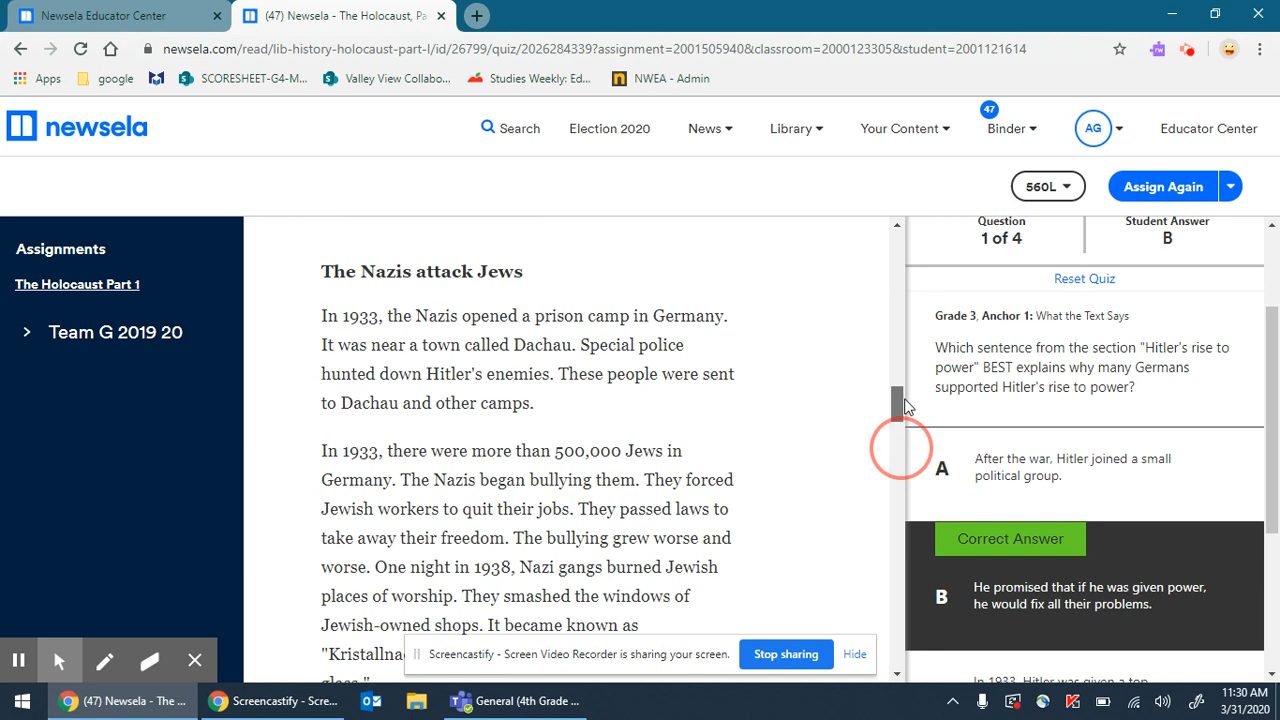 Newsela Educator Center
(47) Newsela - The Holocaust, Pa
newsela.com/read/lib-history-holocaust-part-I/id/26799/quiz/2026284339?assignment=2001505940&classroom=2000123305&student=2001121614
Apps
google
SCORESHEET-G4-M...
Valley View Collabo...
Studies Weekly: Ed...
NWEA - Admin
newsela
Search
Election 2020
News
Library
Your Content
47
Binder
AG
Educator Center
560L
Assign Again
Assignments
The Holocaust Part 1
Team G 2019 20
The Nazis attack Jews
In 1933, the Nazis opened a prison camp in Germany.
It was near a town called Dachau. Special police
hunted down Hitler's enemies. These people were sent
to Dachau and other camps.
In 1933, there were more than 500,000 Jews in
Germany. The Nazis began bullying them. They forced
Jewish workers to quit their jobs. They passed laws to
take away their freedom. The bullying grew worse and
worse. One night in 1938, Nazi gangs burned Jewish
places of worship. They smashed the windows of
Jewish-owned shops. It became known as
"Kristallna
Question
1 of 4
Student Answer
B
Reset Quiz
Grade 3, Anchor 1: What the Text Says
Which sentence from the section "Hitler's rise to
power" BEST explains why many Germans
supported Hitler's rise to power?
A
After the war, Hitler joined a small
political group.
Correct Answer
B
He promised that if he was given power,
he would fix all their problems.
In 1933, Hitler was given a top
Screencastify - Screen Video Recorder is sharing your screen.
Stop sharing
Hide
(47) Newsela - The ...
Screencastify - Scre...
General (4th Grade ...
11:30 AM
3/31/2020